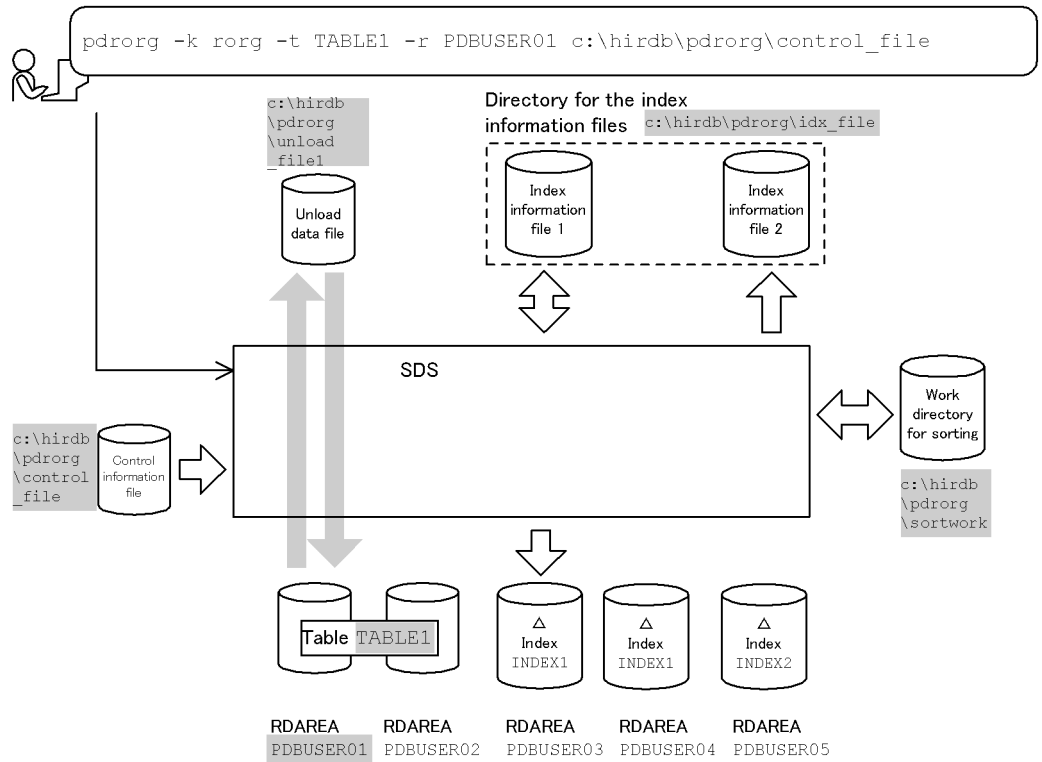 pdrorg -k rorg -t TABLE1 -r PDBUSER01 c:\hirdb\pdrorg\control_file
c:\hirdb
\pdrorg
\unload
_file1
Directory for the index
information files c:\hirdb\pdrorg\idx_file
Unload
data file
Index
information
file 1
Index
information
file 2
SDS
Work
directory
for sorting
c:\hirdb
\pdrorg
\sortwork
c:\hirdb
\pdrorg
\control
_file
Control
information
file
Table TABLE1
△
Index
INDEX1
△
Index
INDEX1
△
Index
INDEX2
RDAREA RDAREA RDAREA RDAREA RDAREA
PDBUSER01 PDBUSER02 PDBUSER03 PDBUSER04 PDBUSER05